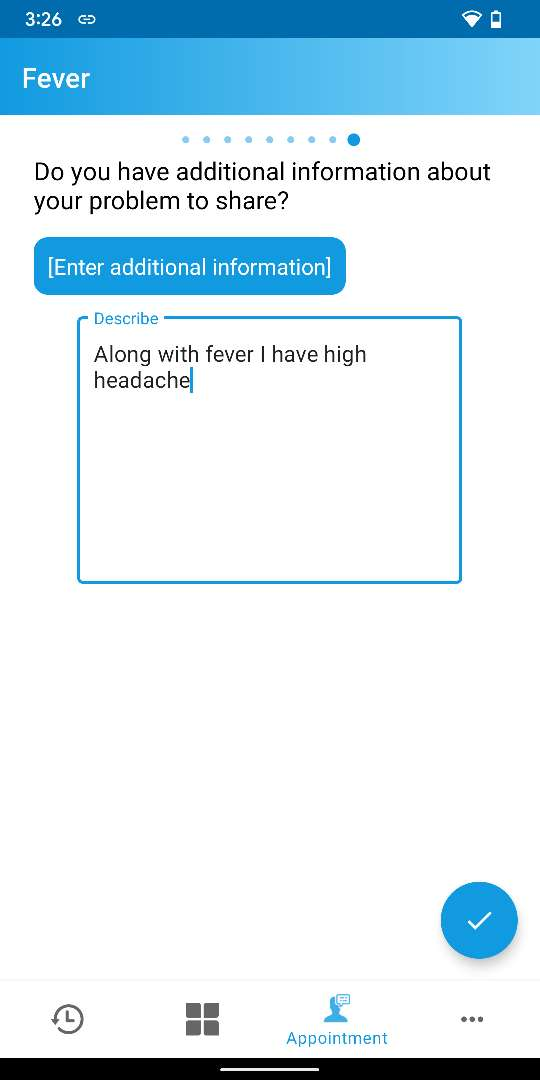 3:26
Fever
Do you have additional information about
your problem to share?
[Enter additional information]
Describe
Along with fever I have high
headache
Appointment